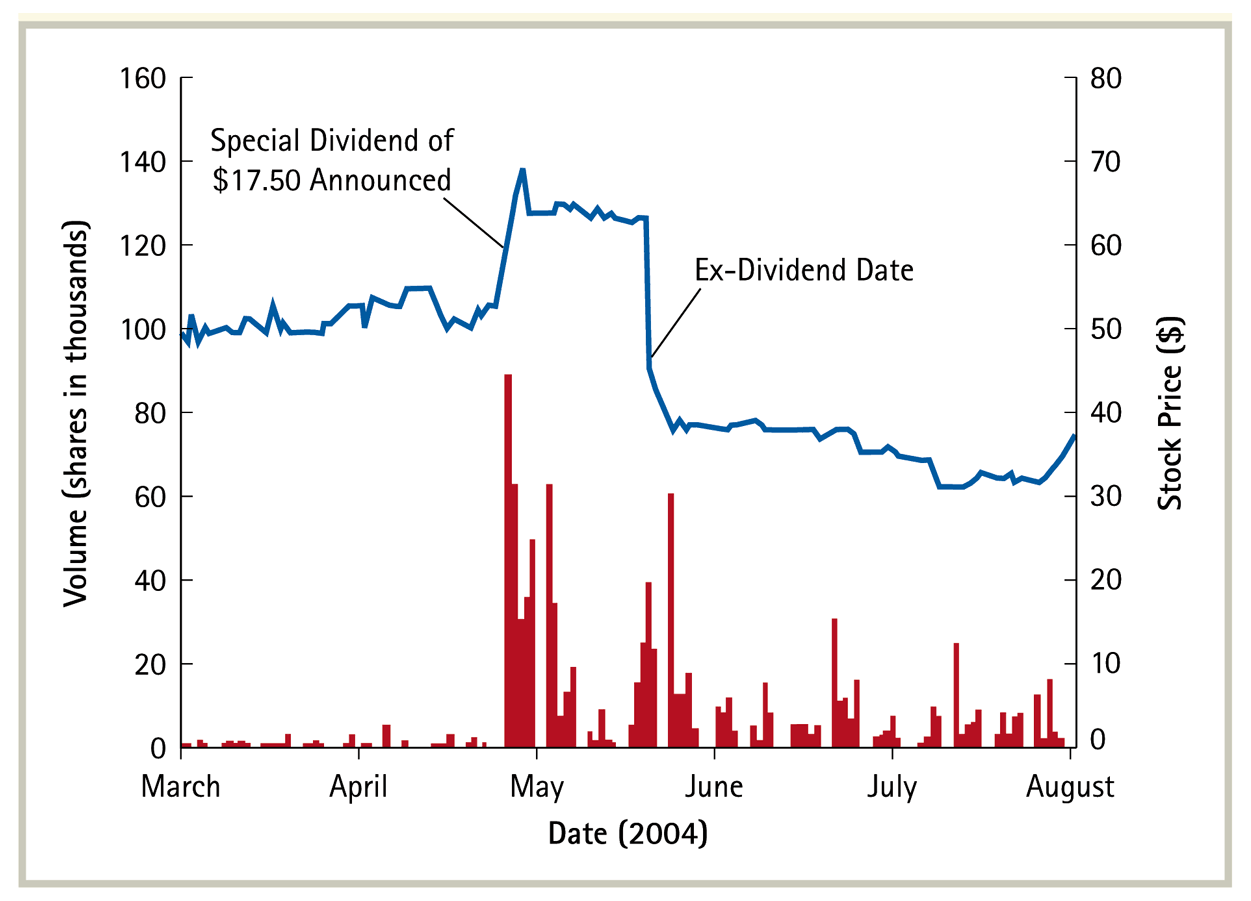 160
140
120
100
80
60
40
20
0
Volume (shares in thousands)
Special Dividend of
$17.50 Announced
Ex-Dividend Date
80
70
60
50
40
30
20
10
0
Stock Price ($)
March April May June July August
Date (2004)